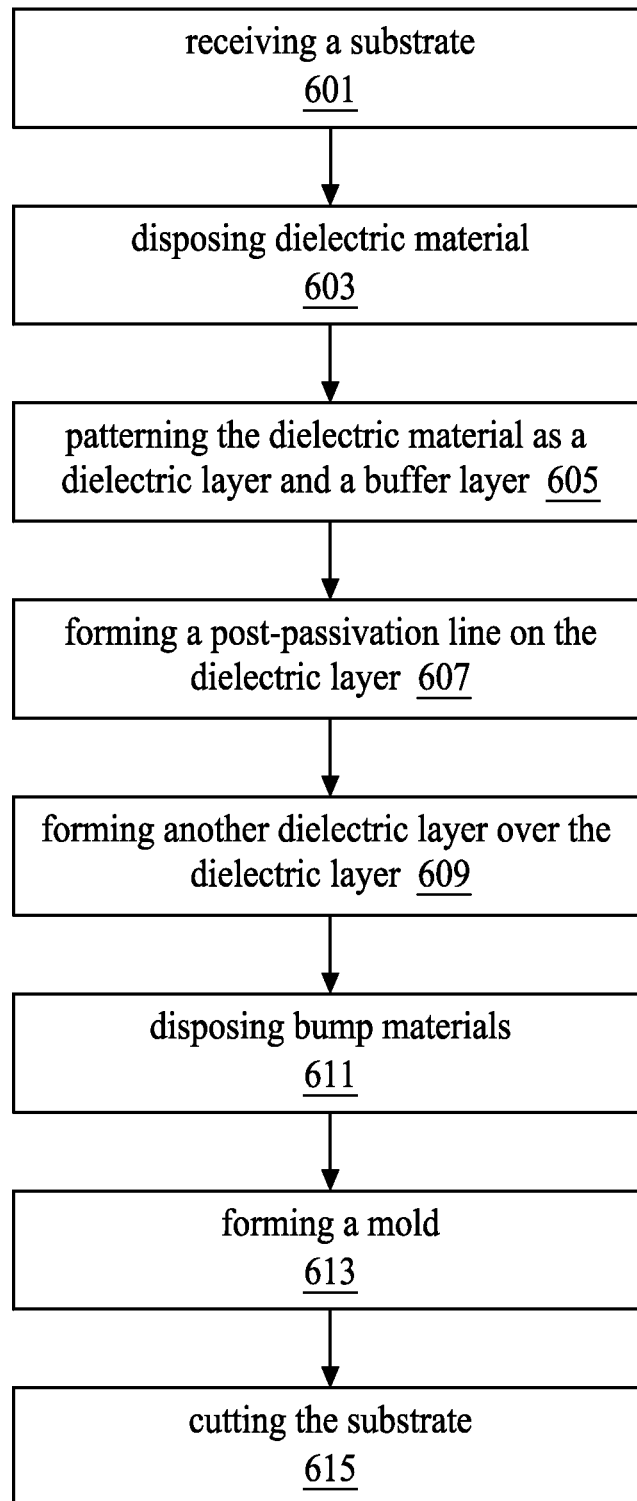 receiving a substrate
601
disposing dielectric material
603
patterning the dielectric material as a
dielectric layer and a buffer layer 605
forming a post-passivation line on the
dielectric layer 607
forming another dielectric layer over the
dielectric layer 609
disposing bump materials
611
forming a mold
613
cutting the substrate
615